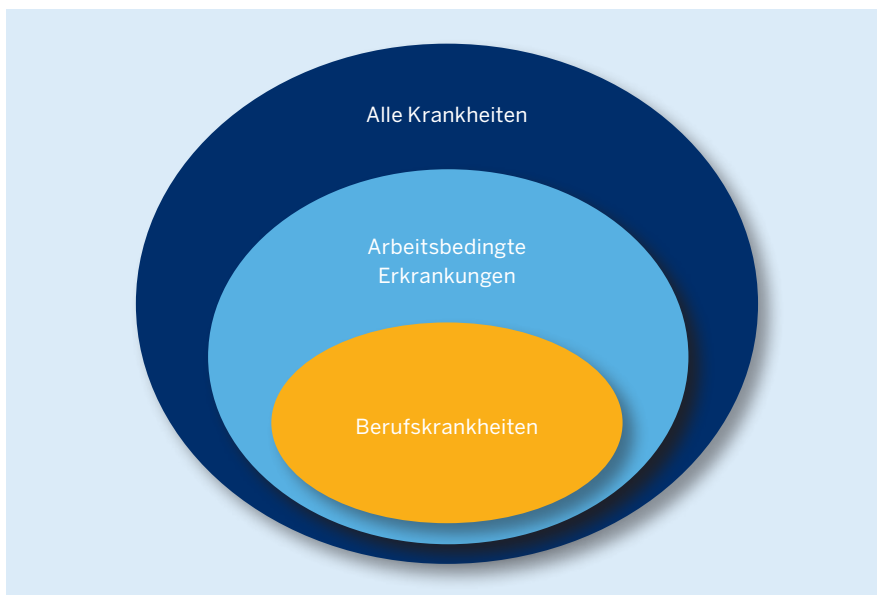 Alle Krankheiten
Arbeitsbedingte
Erkrankungen
Berufskrankheiten